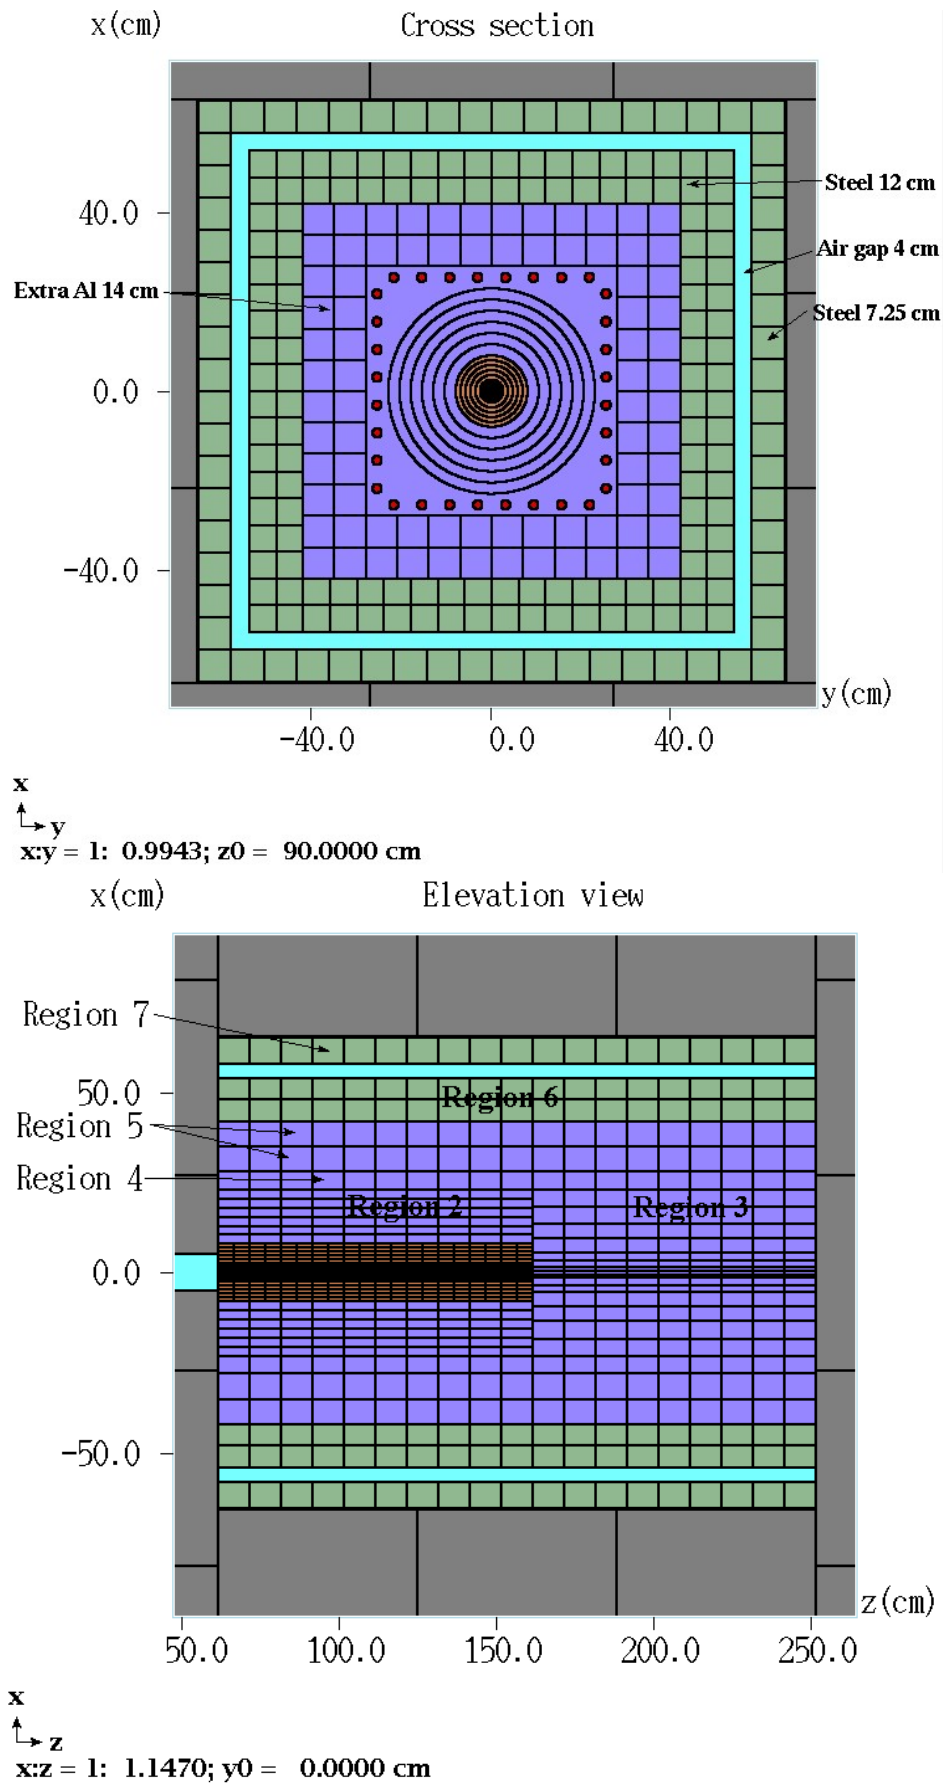 x(cm)
Cross section
Steel 12 cm
40.0
Air gap 4 cm
Extra Al 14 cm
Steel 7.25 cm
0.0
-40.0
y(cm)
-40.0
0.0
40.0
x
y
x:y = 1: 0.9943; z0 = 90.0000 cm
x(cm)
Elevation view
Region 7
50.0
Region 6
Region 5
Region 4
Region 2
Region 3
0.0
-50.0
z(cm)
50.0
100.0
150.0
200.0
250.0
x
z
x:z = 1: 1.1470; y0 = 0.0000 cm